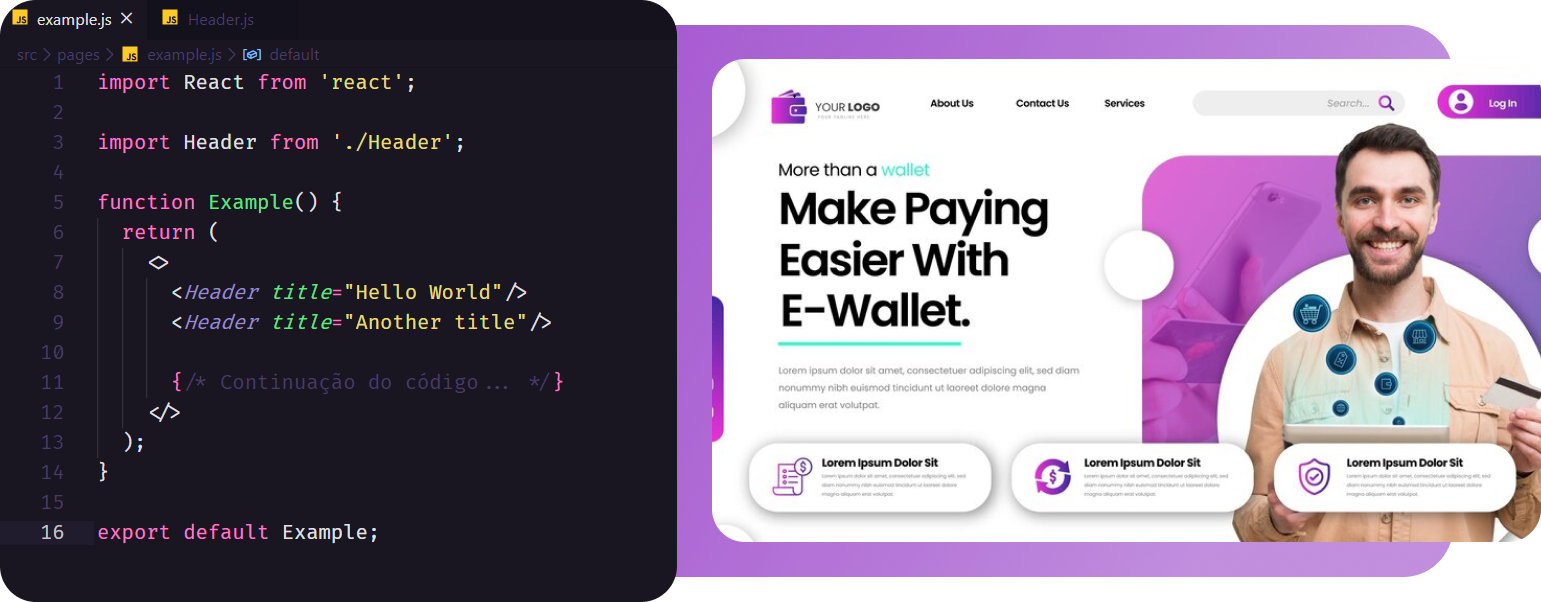 example.js
Header.js
src > pages > example.js > default
1 import React from 'react';
2
3 import Header from './Header';
4
5 function Example() {
6 return (
7 <>
8 <Header title="Hello World"/>
9 <Header title="Another title"/>
10
11 {/* Continuação do código... */}
12 </>
13 );
14 }
15
16 export default Example;
YOUR LOGO
YOUR TAGLINE HERE
About Us
Contact Us
Services
Search...
Log In
More than a wallet
Make Paying
Easier With
E-Wallet.
Lorem ipsum dolor sit amet, consectetuer adipiscing elit, sed diam
nonummy nibh euismod tincidunt ut laoreet dolore magna
aliquam erat volutpat.
Lorem Ipsum Dolor Sit
Lorem ipsum dolor sit amet, consectetuer adipiscing elit, sed
diam nonummy nibh euismod tincidunt ut laoreet dolore
magna aliquam erat volutpat.
Lorem Ipsum Dolor Sit
Lorem ipsum dolor sit amet, consectetuer adipiscing elit, sed
diam nonummy nibh euismod tincidunt ut laoreet dolore
magna aliquam erat volutpat.
Lorem Ipsum Dolor Sit
Lorem ipsum dolor sit amet, consectetuer adipiscing elit, sed
diam nonummy nibh euismod tincidunt ut laoreet dolore
magna aliquam erat volutpat.